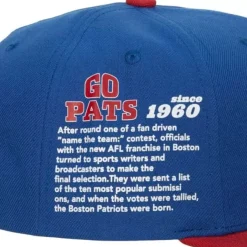 GO
PATS
since
1960
After round one of a fan driven
"name the team:" contest, officials
with the new AFL franchise in Boston
turned to sports writers and
broadcasters to make the
final selection. They were sent a list
of the ten most popular submissi
ons, and when the votes were tallied,
the Boston Patriots were born.